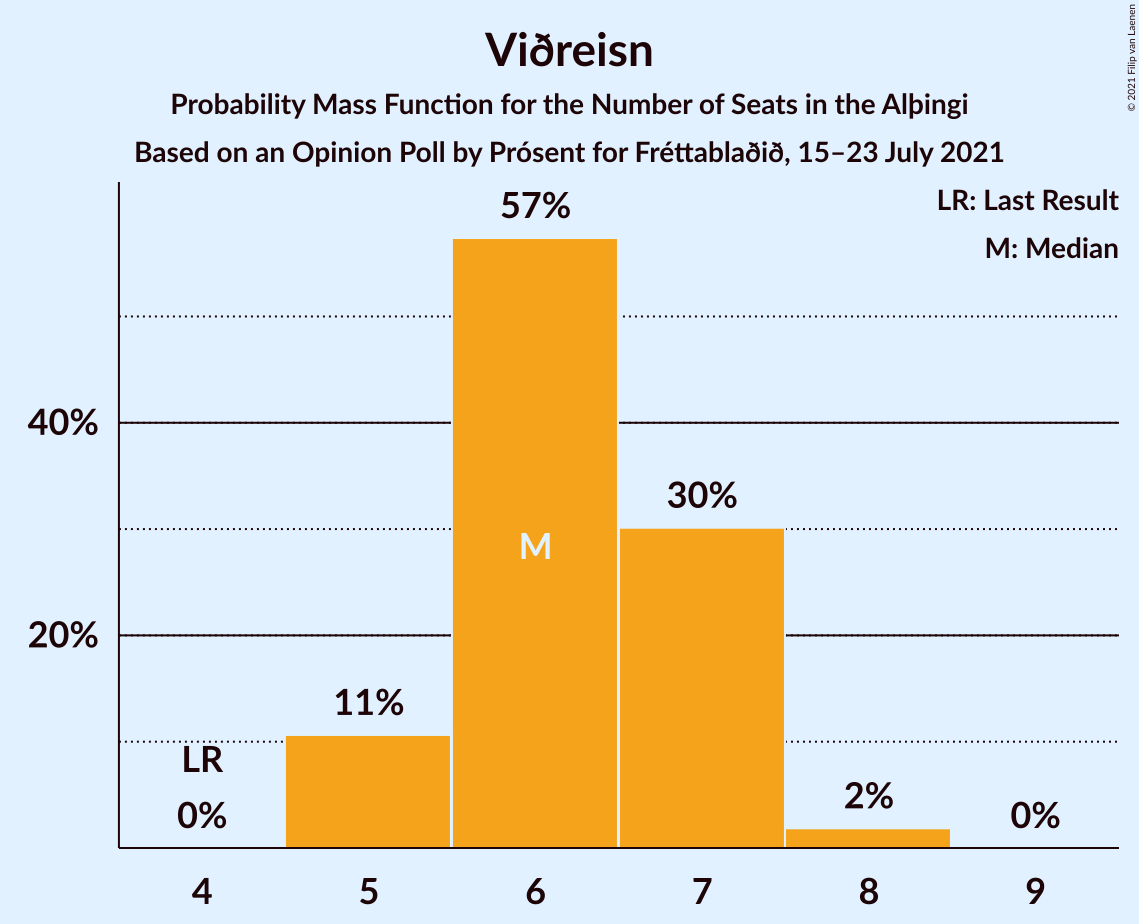 Viðreisn
Probability Mass Function for the Number of Seats in the Alþingi
Based on an Opinion Poll by Prósent for Fréttablaðið, 15–23 July 2021
© 2021 Filip van Laenen
LR: Last Result
M: Median
57%
40%
30%
M
20%
11%
LR
0%
2%
0%
4 5 6 7 8 9